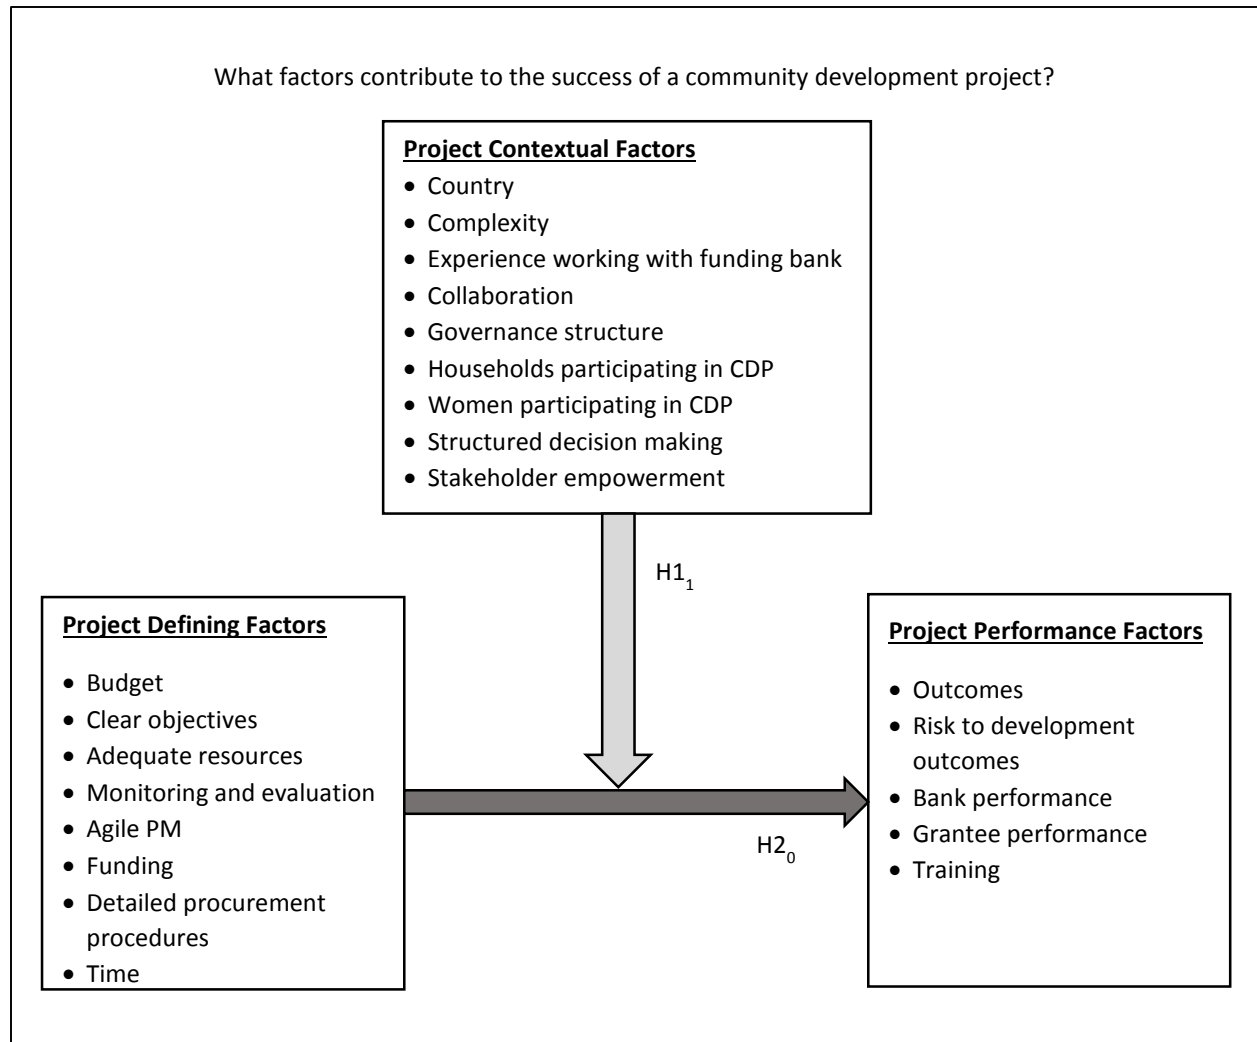 What factors contribute to the success of a community development project?
Project Contextual Factors
• Country
• Complexity
• Experience working with funding bank
• Collaboration
• Governance structure
• Households participating in CDP
• Women participating in CDP
• Structured decision making
• Stakeholder empowerment
H1₁
Project Defining Factors
• Budget
• Clear objectives
• Adequate resources
• Monitoring and evaluation
• Agile PM
• Funding
• Detailed procurement
procedures
• Time
H2₀
Project Performance Factors
• Outcomes
• Risk to development
outcomes
• Bank performance
• Grantee performance
• Training